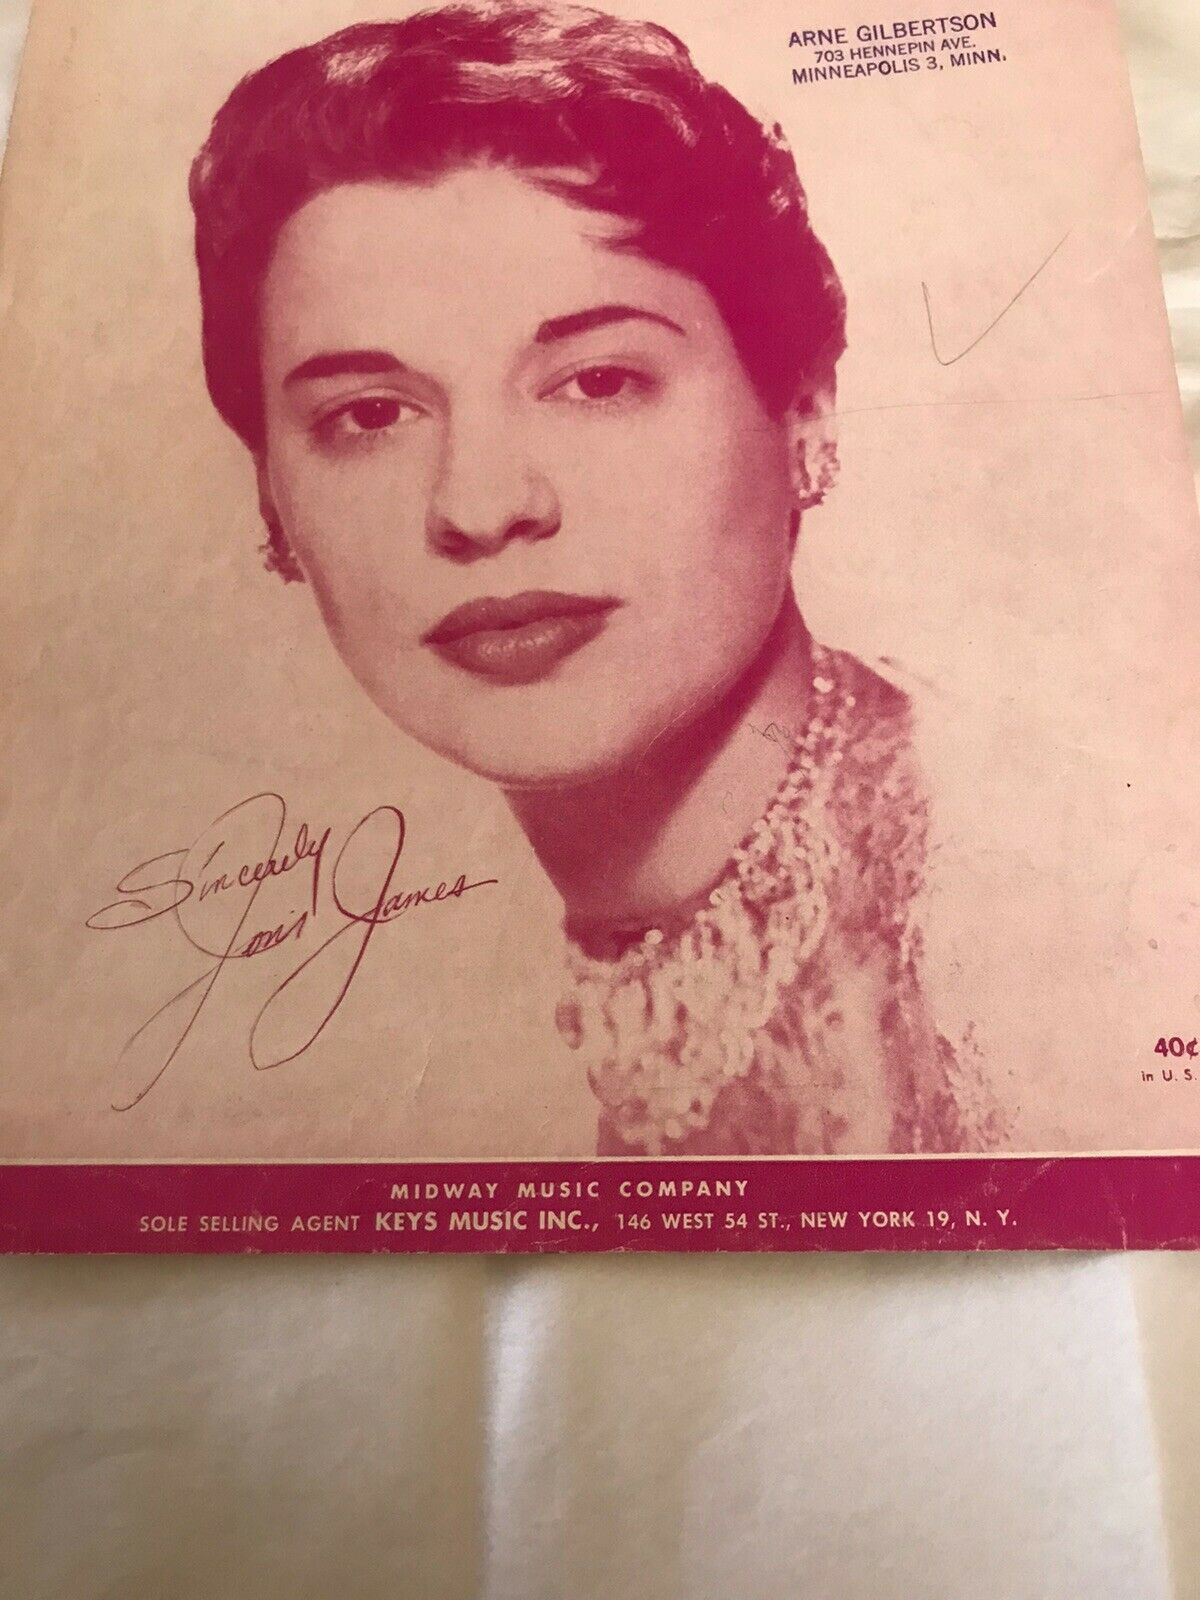 ARNE GILBERTSON
703 HENNEPIN AVE.
MINNEAPOLIS 3, MINN.
Sincerely
Joni James
40¢
in U. S.
MIDWAY MUSIC COMPANY
SOLE SELLING AGENT KEYS MUSIC INC., 146 WEST 54 ST., NEW YORK 19, N. Y.